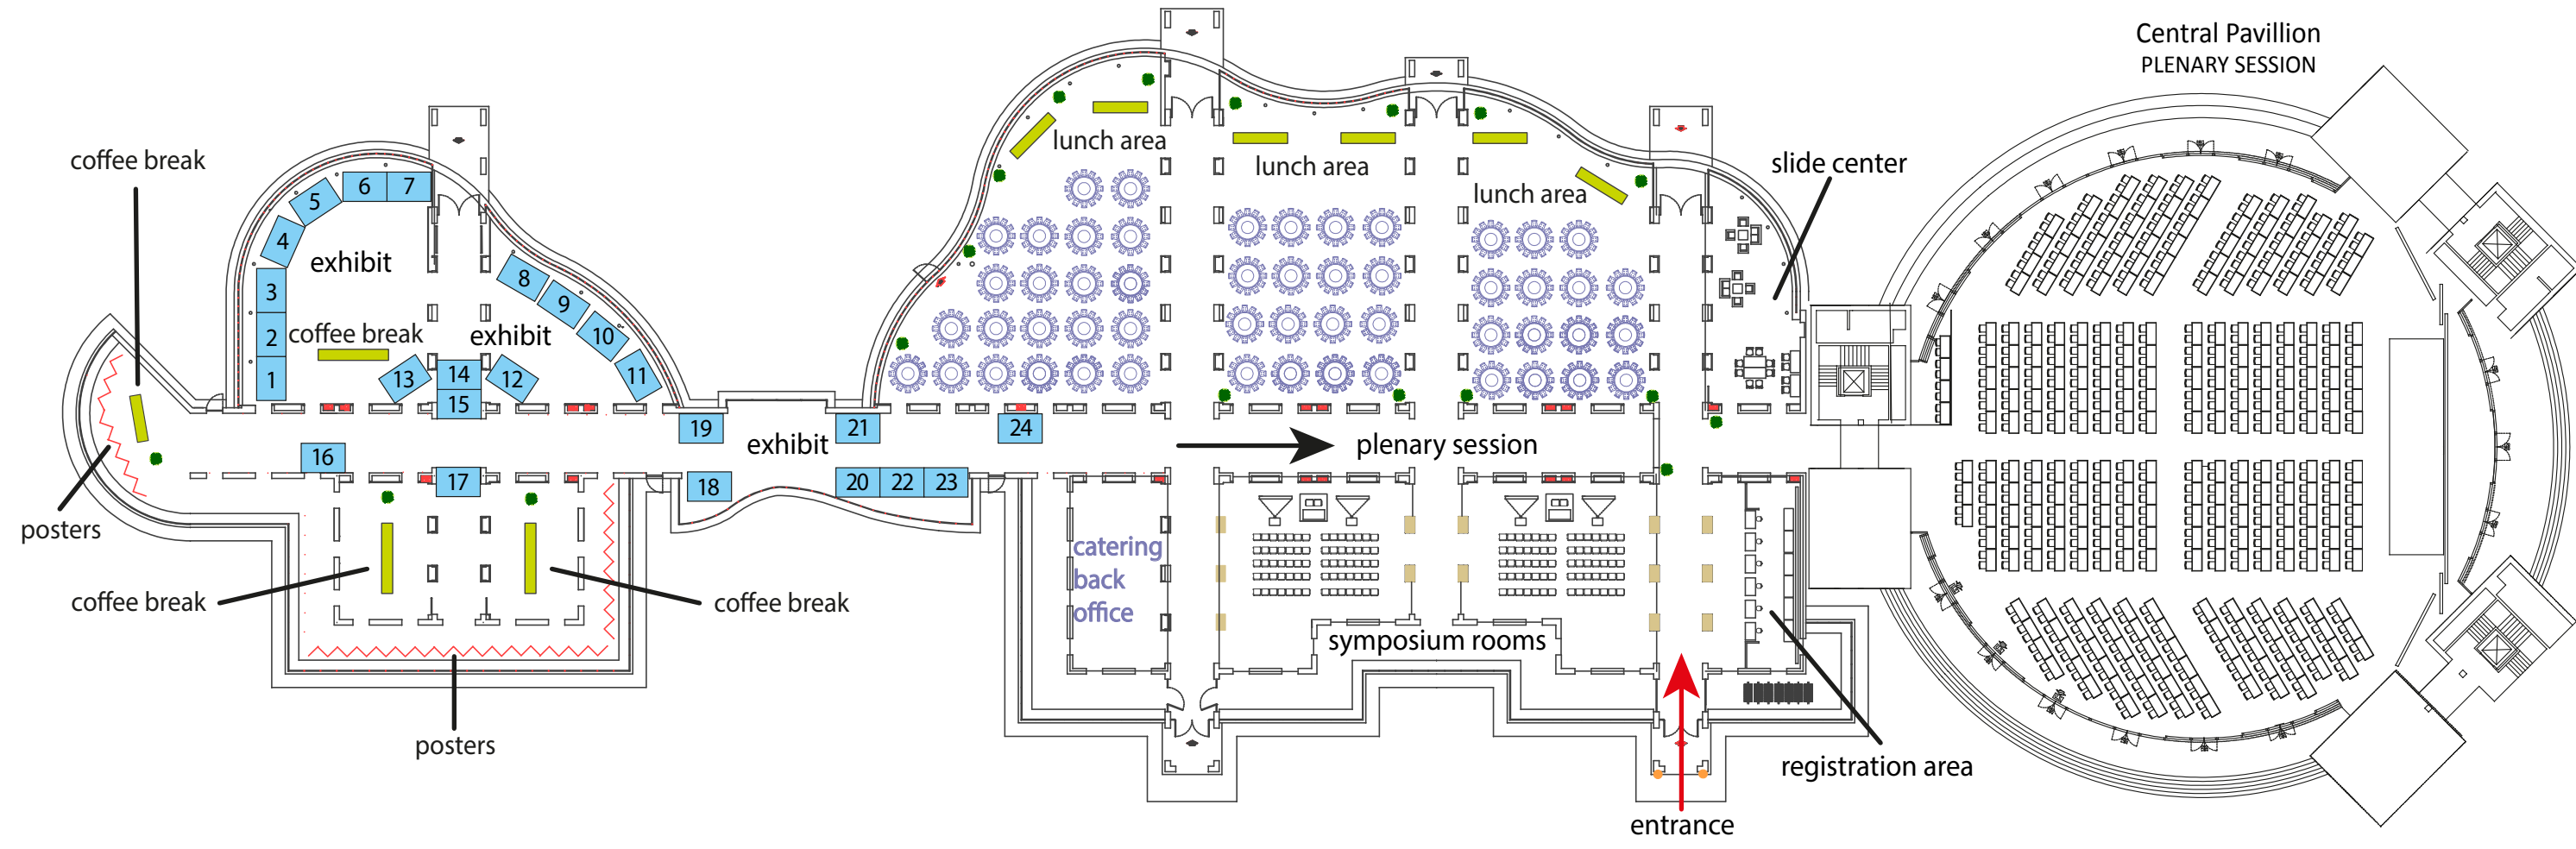 Central Pavillion
PLENARY SESSION
coffee break
lunch area
lunch area
lunch area
slide center
6
7
5
4
exhibit
3
8
9
2
coffee break
exhibit
10
1
13
14
12
11
15
16
19
exhibit
21
24
plenary session
17
18
20
22
23
posters
coffee break
coffee break
catering
back
office
symposium rooms
posters
registration area
entrance